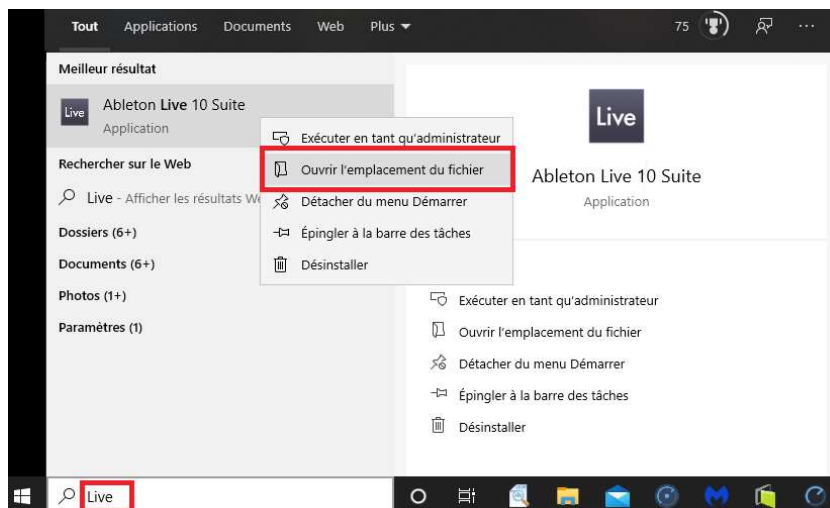 Tout Applications Documents Web Plus 75
Meilleur résultat
Live Ableton Live 10 Suite
Application
Exécuter en tant qu'administrateur
Ouvrir l'emplacement du fichier
Détacher du menu Démarrer
Épingler à la barre des tâches
Désinstaller
Rechercher sur le Web
Live - Afficher les résultats We
Dossiers (6+)
Documents (6+)
Photos (1+)
Paramètres (1)
Live
Ableton Live 10 Suite
Application
Exécuter en tant qu'administrateur
Ouvrir l'emplacement du fichier
Détacher du menu Démarrer
Épingler à la barre des tâches
Désinstaller
Live